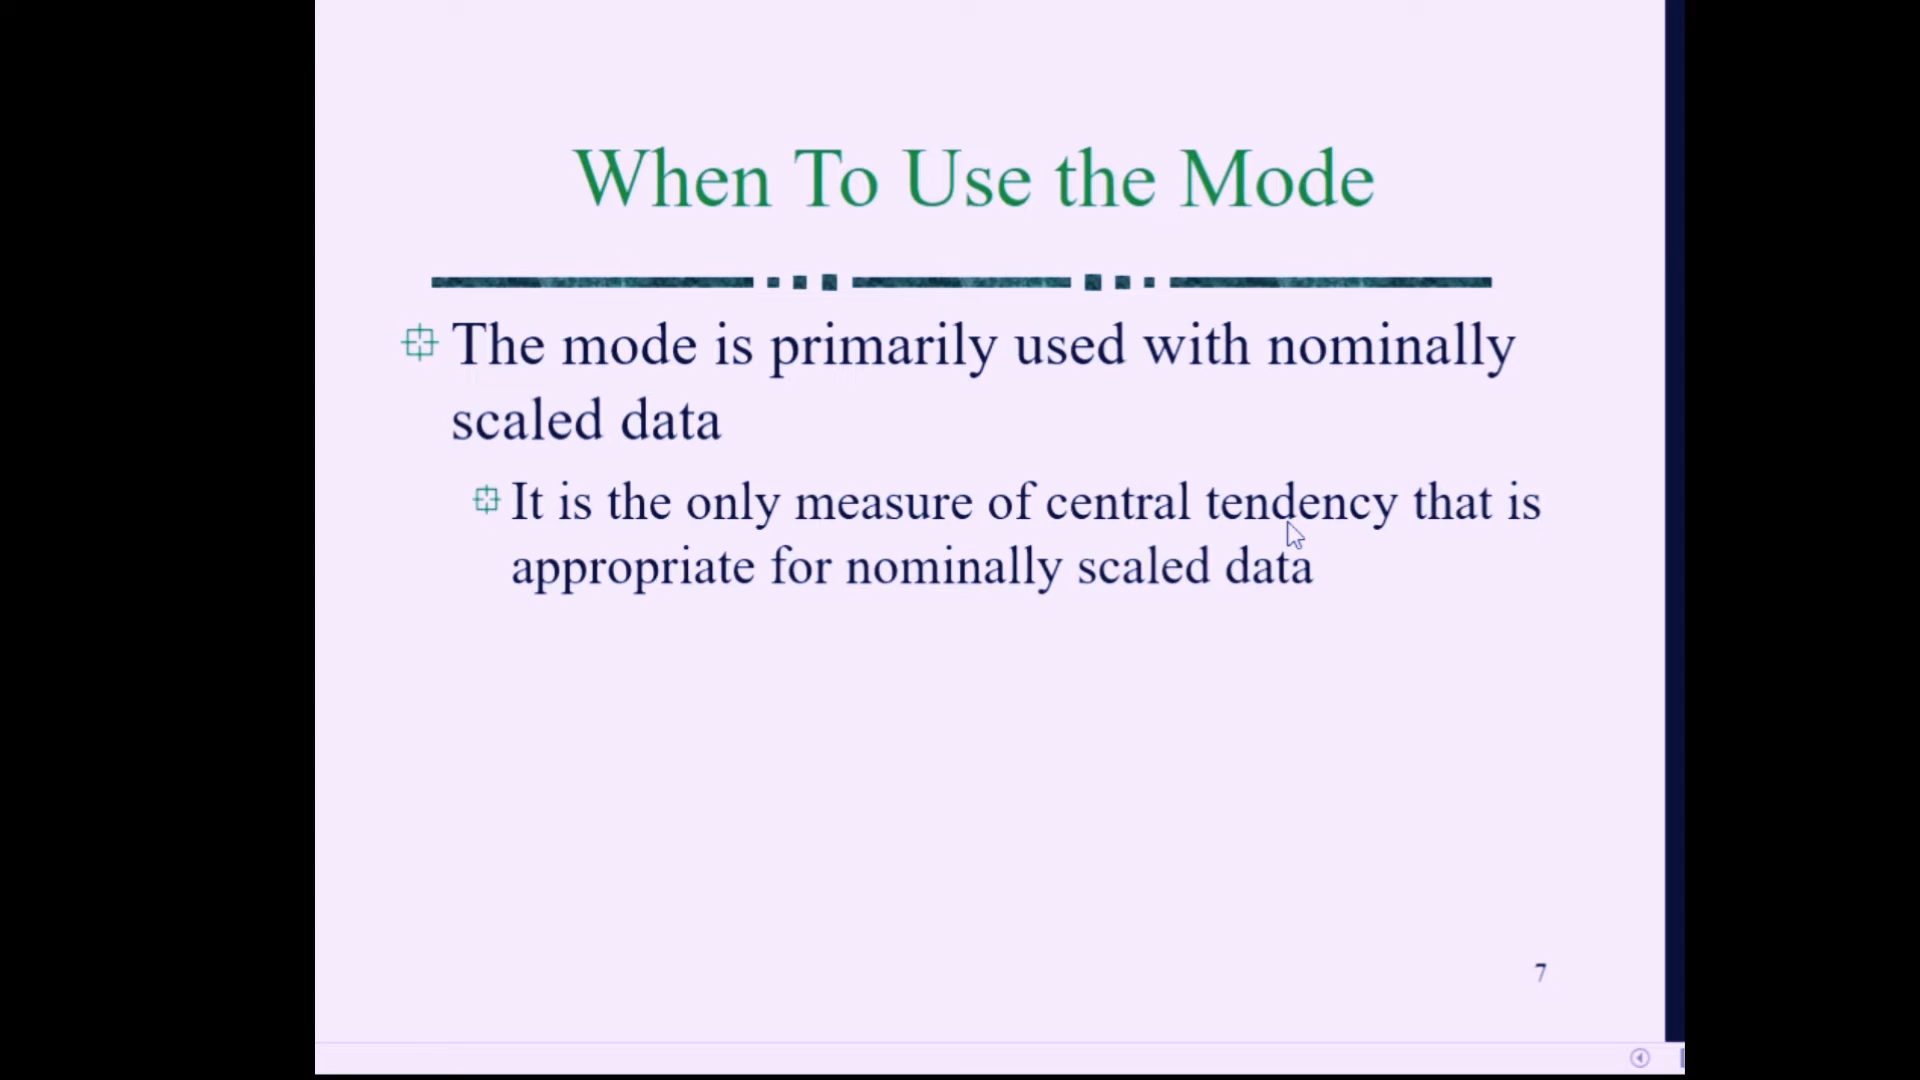 When To Use the Mode
The mode is primarily used with nominally
scaled data
It is the only measure of central tendency that is
appropriate for nominally scaled data
7